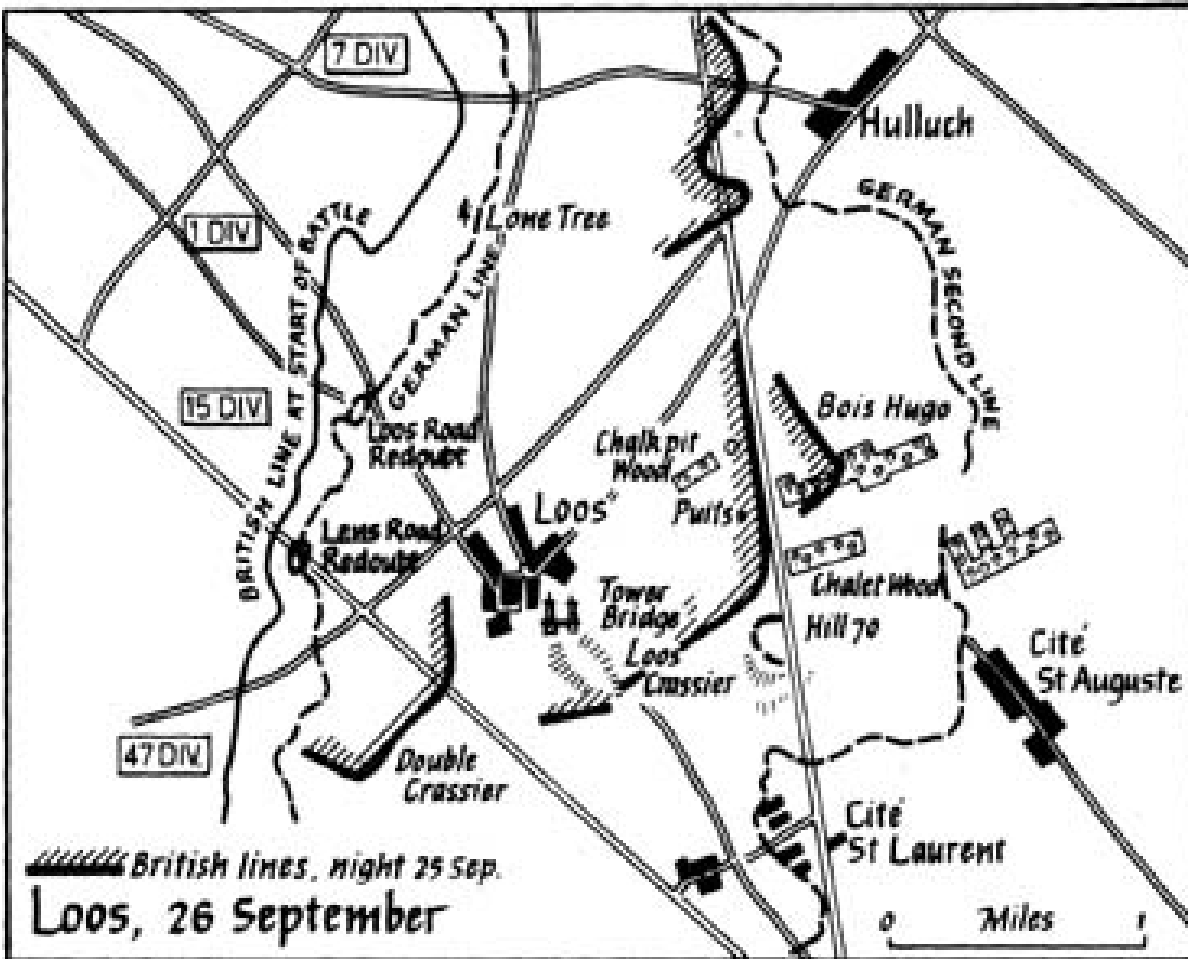 7 DIV.
Hulluch
1 DIV
Lone Tree
GERMAN SECOND LINE
BRITISH LINE AT START OF BATTLE
GERMAN LINE
15 DIV.
Loos Road
Redoubt
Bois Hugo
Chalk pit
Wood
Loos
Puits
Lens Road
Redoubt
Tower
Bridge
Chalet Wood
Hill 70
Loos
Crassier
Cité
St Auguste
47 DIV.
Double
Crassier
Cité
St Laurent
British lines, night 25 Sep.
Loos, 26 September
0 Miles 1